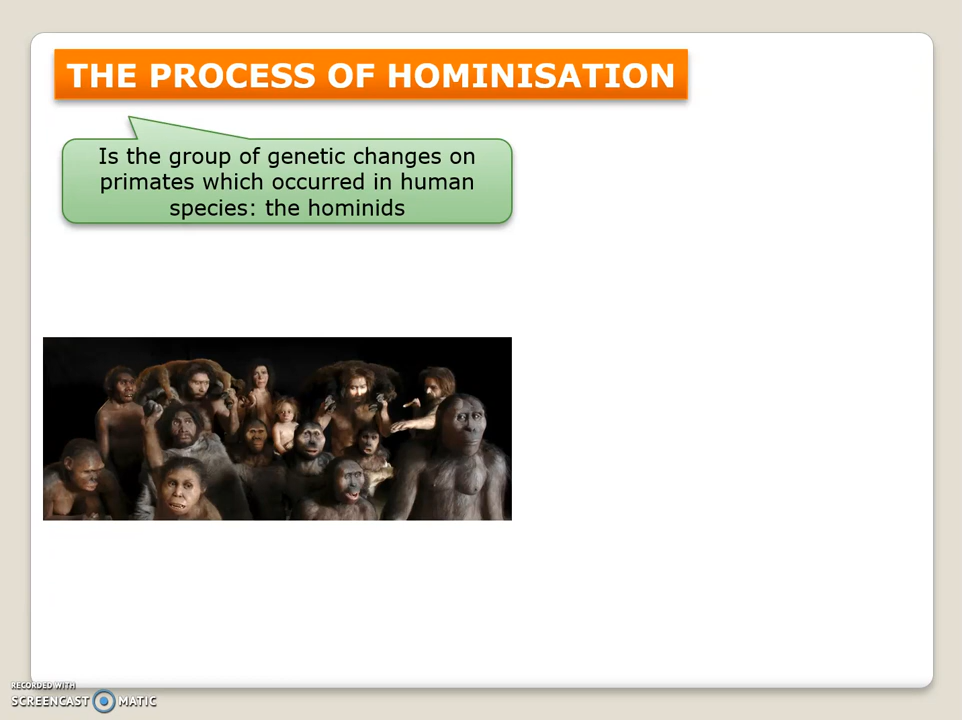 THE PROCESS OF HOMINISATION
Is the group of genetic changes on
primates which occurred in human
species: the hominids
RECORDED WITH
SCREENCAST MATIC